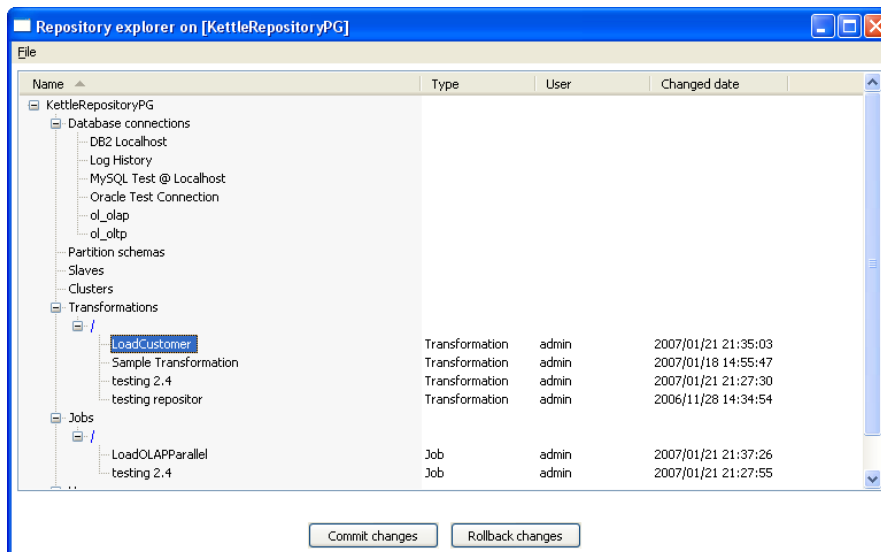 Repository explorer on [KettleRepositoryPG]
File
Name Type User Changed date
KettleRepositoryPG
Database connections
DB2 Localhost
Log History
MySQL Test @ Localhost
Oracle Test Connection
ol_olap
ol_oltp
Partition schemas
Slaves
Clusters
Transformations
/
LoadCustomer Transformation admin 2007/01/21 21:35:03
Sample Transformation Transformation admin 2007/01/18 14:55:47
testing 2.4 Transformation admin 2007/01/21 21:27:30
testing repositor Transformation admin 2006/11/28 14:34:54
Jobs
/
LoadOLAPParallel Job admin 2007/01/21 21:37:26
testing 2.4 Job admin 2007/01/21 21:27:55
Commit changes Rollback changes